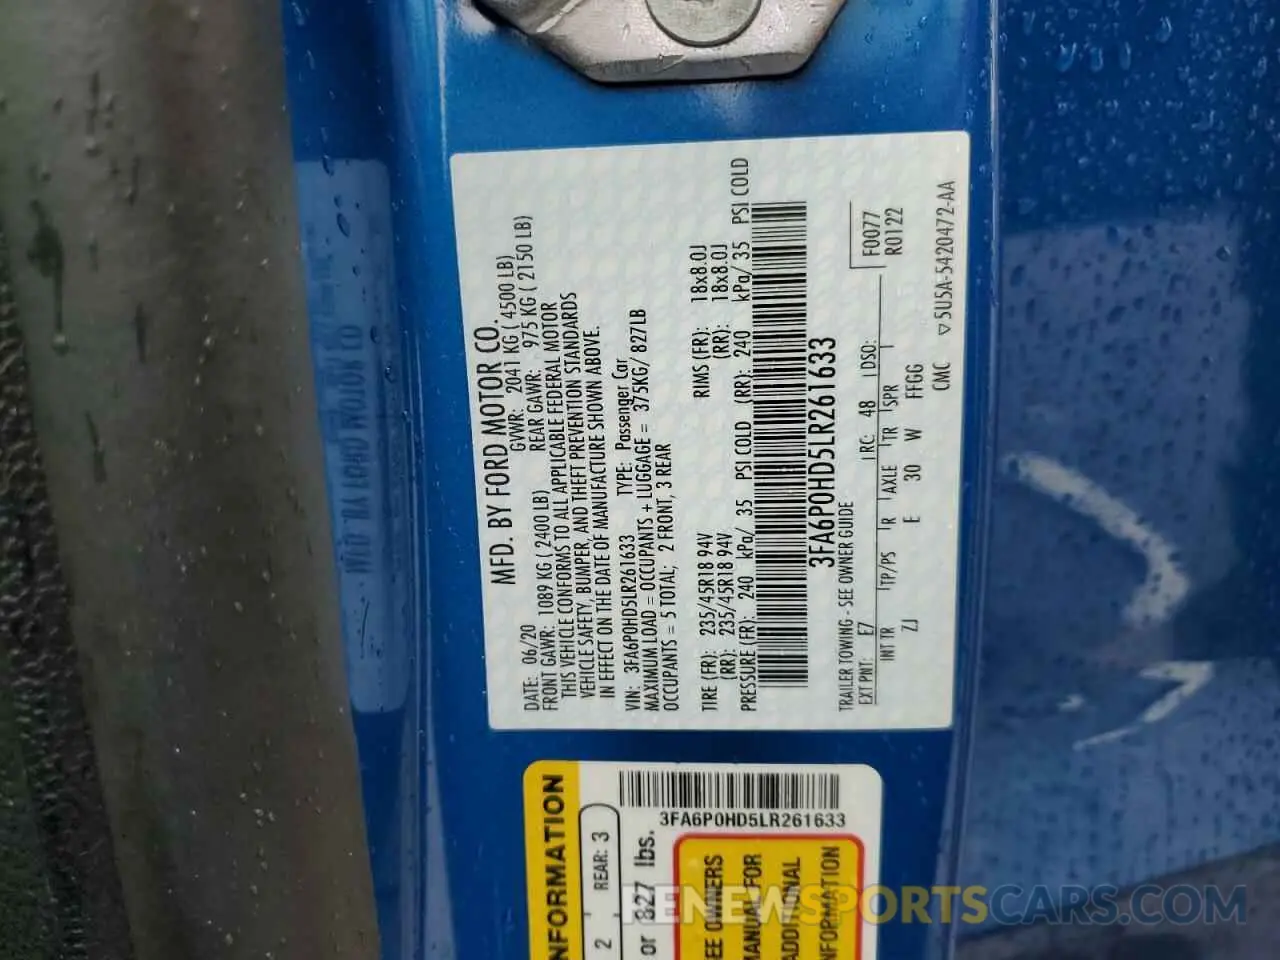 MFD. BY FORD MOTOR CO.
DATE: 06/20 GVWR: 2041 KG ( 4500 LB)
FRONT GAWR: 1089 KG ( 2400 LB) REAR GAWR: 975 KG ( 2150 LB)
THIS VEHICLE CONFORMS TO ALL APPLICABLE FEDERAL MOTOR
VEHICLE SAFETY, BUMPER, AND THEFT PREVENTION STANDARDS
IN EFFECT ON THE DATE OF MANUFACTURE SHOWN ABOVE.
VIN: 3FA6P0HD5LR261633 TYPE: Passenger Car
MAXIMUM LOAD = OCCUPANTS + LUGGAGE = 375KG/ 827LB
OCCUPANTS = 5 TOTAL; 2 FRONT, 3 REAR
TIRE (FR): 235/45R18 94V RIMS (FR): 18x8.0J
(RR): 235/45R18 94V (RR): 18x8.0J
PRESSURE (FR): 240 kPa/ 35 PSI COLD (RR): 240 kPa/ 35 PSI COLD
3FA6P0HD5LR261633
TRAILER TOWING - SEE OWNER GUIDE
EXT PNT: E7 RC: 48 DSO: F0077
INT TR TP/PS R AXLE TR SPR R0122
ZJ E 30 W FFGG
CMC ▽5U5A-5420472-AA
3FA6P0HD5LR261633
NFORMATION
2 REAR: 3
or 827 lbs.
EE OWNERS
MANUAL FOR
ADDITIONAL
NFORMATION
RENEWSPORTSCARS.COM